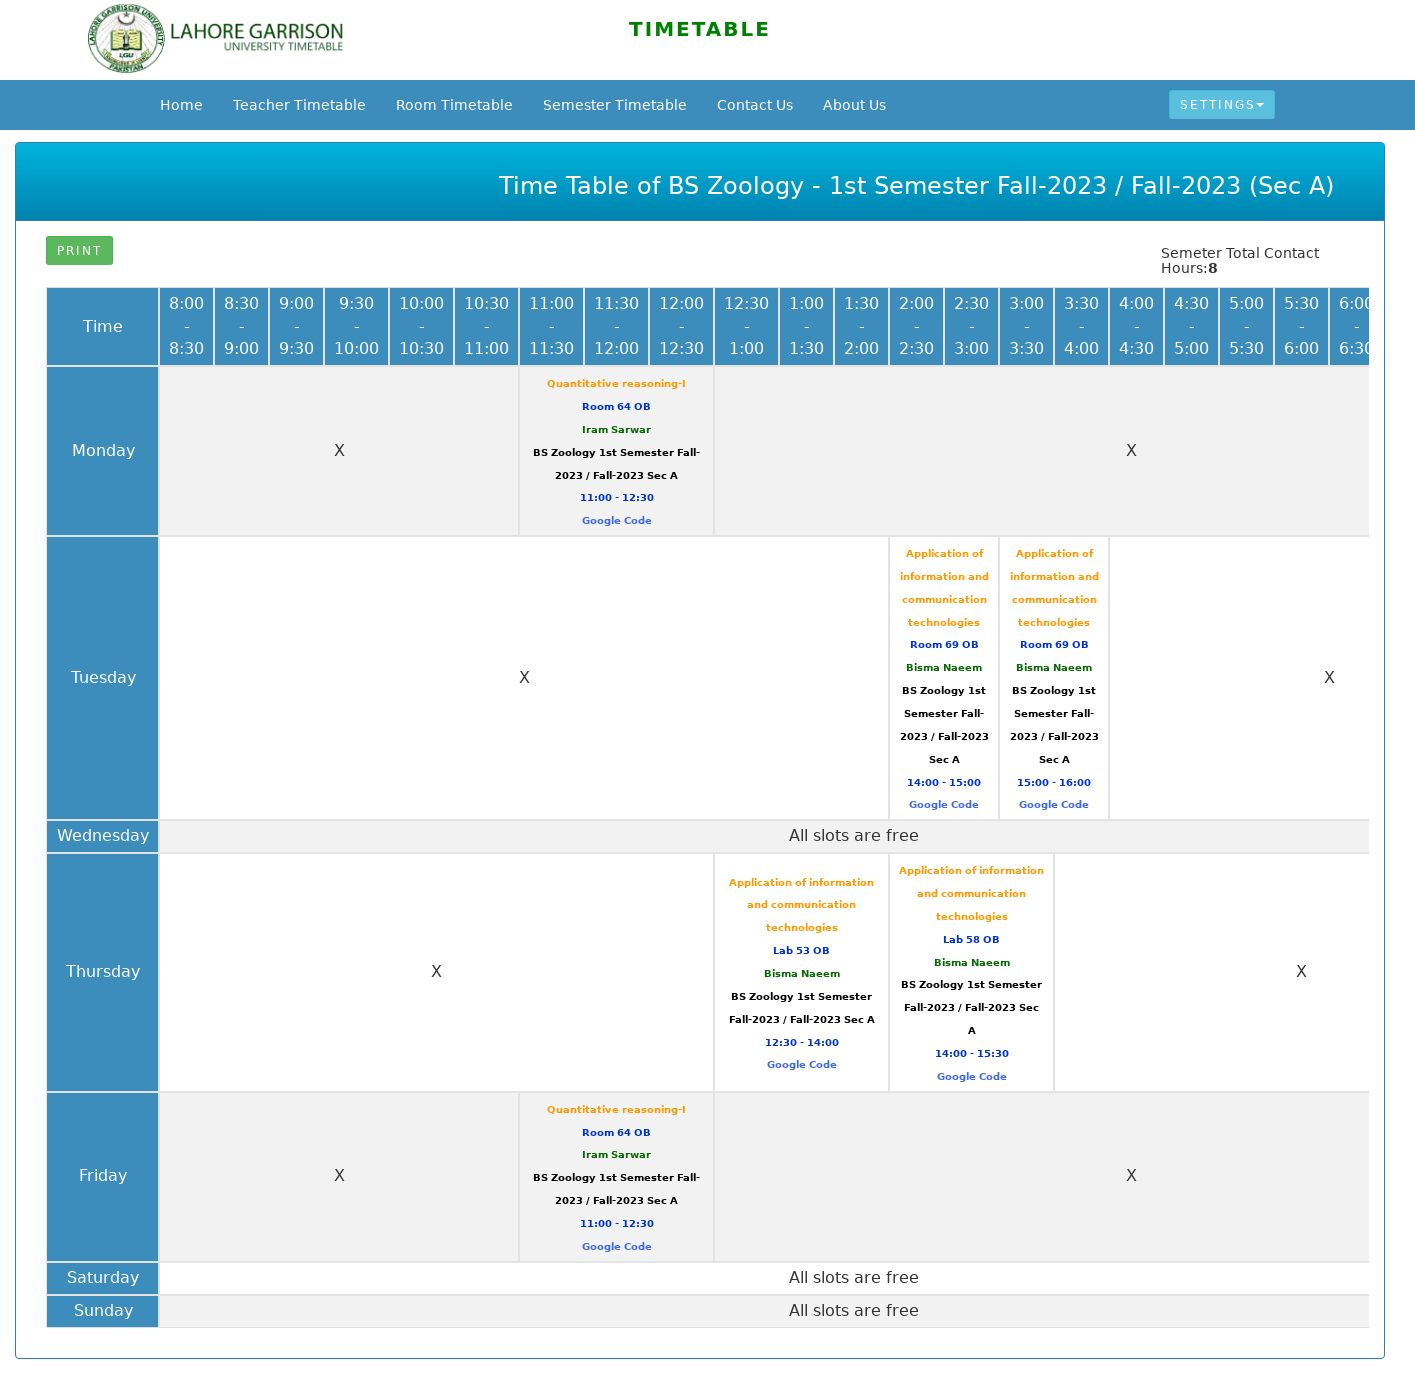 LAHORE GARRISON
UNIVERSITY TIMETABLE
LAHORE GARRISON UNIVERSITY
LGU
PAKISTAN
TIMETABLE
Home Teacher Timetable Room Timetable Semester Timetable Contact Us About Us SETTINGS
Time Table of BS Zoology - 1st Semester Fall-2023 / Fall-2023 (Sec A)
PRINT
Semeter Total Contact
Hours:8
Time
8:00 - 8:30
8:30 - 9:00
9:00 - 9:30
9:30 - 10:00
10:00 - 10:30
10:30 - 11:00
11:00 - 11:30
11:30 - 12:00
12:00 - 12:30
12:30 - 1:00
1:00 - 1:30
1:30 - 2:00
2:00 - 2:30
2:30 - 3:00
3:00 - 3:30
3:30 - 4:00
4:00 - 4:30
4:30 - 5:00
5:00 - 5:30
5:30 - 6:00
6:00 - 6:30
Monday
X
Quantitative reasoning-I
Room 64 OB
Iram Sarwar
BS Zoology 1st Semester Fall-
2023 / Fall-2023 Sec A
11:00 - 12:30
Google Code
X
Tuesday
X
Application of
information and
communication
technologies
Room 69 OB
Bisma Naeem
BS Zoology 1st
Semester Fall-
2023 / Fall-2023
Sec A
14:00 - 15:00
Google Code
Application of
information and
communication
technologies
Room 69 OB
Bisma Naeem
BS Zoology 1st
Semester Fall-
2023 / Fall-2023
Sec A
15:00 - 16:00
Google Code
X
Wednesday
All slots are free
Thursday
X
Application of information
and communication
technologies
Lab 53 OB
Bisma Naeem
BS Zoology 1st Semester
Fall-2023 / Fall-2023 Sec A
12:30 - 14:00
Google Code
Application of information
and communication
technologies
Lab 58 OB
Bisma Naeem
BS Zoology 1st Semester
Fall-2023 / Fall-2023 Sec
A
14:00 - 15:30
Google Code
X
Friday
X
Quantitative reasoning-I
Room 64 OB
Iram Sarwar
BS Zoology 1st Semester Fall-
2023 / Fall-2023 Sec A
11:00 - 12:30
Google Code
X
Saturday
All slots are free
Sunday
All slots are free